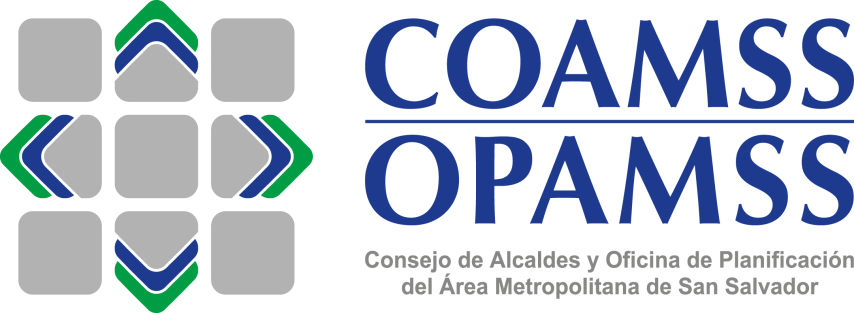 COAMSS
OPAMSS
Consejo de Alcaldes y Oficina de Planificación
del Área Metropolitana de San Salvador